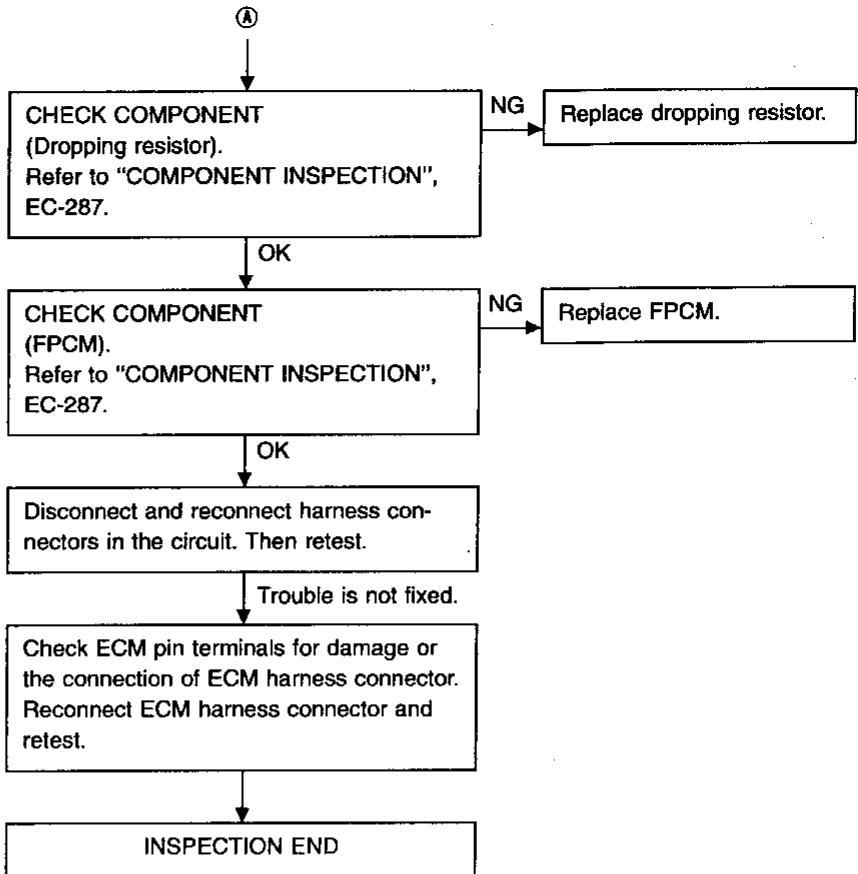 Ⓐ
CHECK COMPONENT
(Dropping resistor).
Refer to “COMPONENT INSPECTION”,
EC-287.
NG
Replace dropping resistor.
OK
CHECK COMPONENT
(FPCM).
Refer to “COMPONENT INSPECTION”,
EC-287.
NG
Replace FPCM.
OK
Disconnect and reconnect harness con-
nectors in the circuit. Then retest.
Trouble is not fixed.
Check ECM pin terminals for damage or
the connection of ECM harness connector.
Reconnect ECM harness connector and
retest.
INSPECTION END